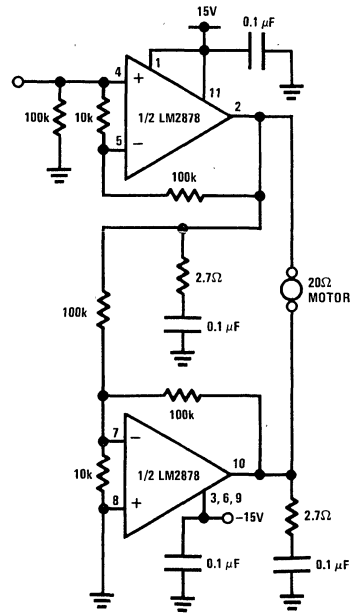 15V
0.1 μF
4
1
+
11
100k
10k
1/2 LM2878
2
5
−
100k
2.7Ω
20Ω
MOTOR
100k
0.1 μF
100k
7
−
10k
1/2 LM2878
10
8
+
3, 6, 9
−15V
2.7Ω
0.1 μF
0.1 μF